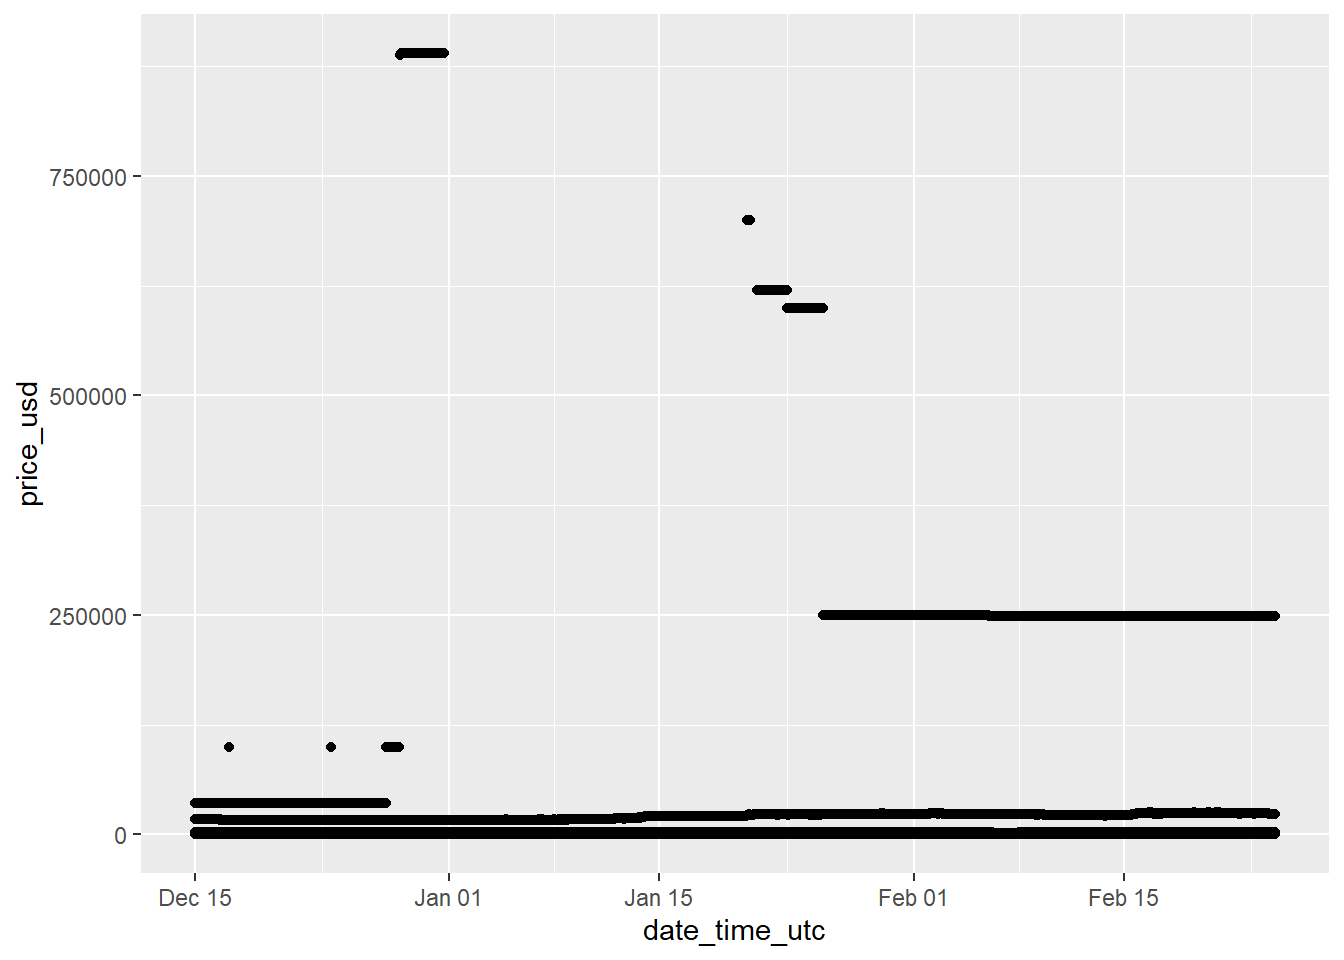 750000
500000
250000
0
price_usd
Dec 15
Jan 01
Jan 15
Feb 01
Feb 15
date_time_utc